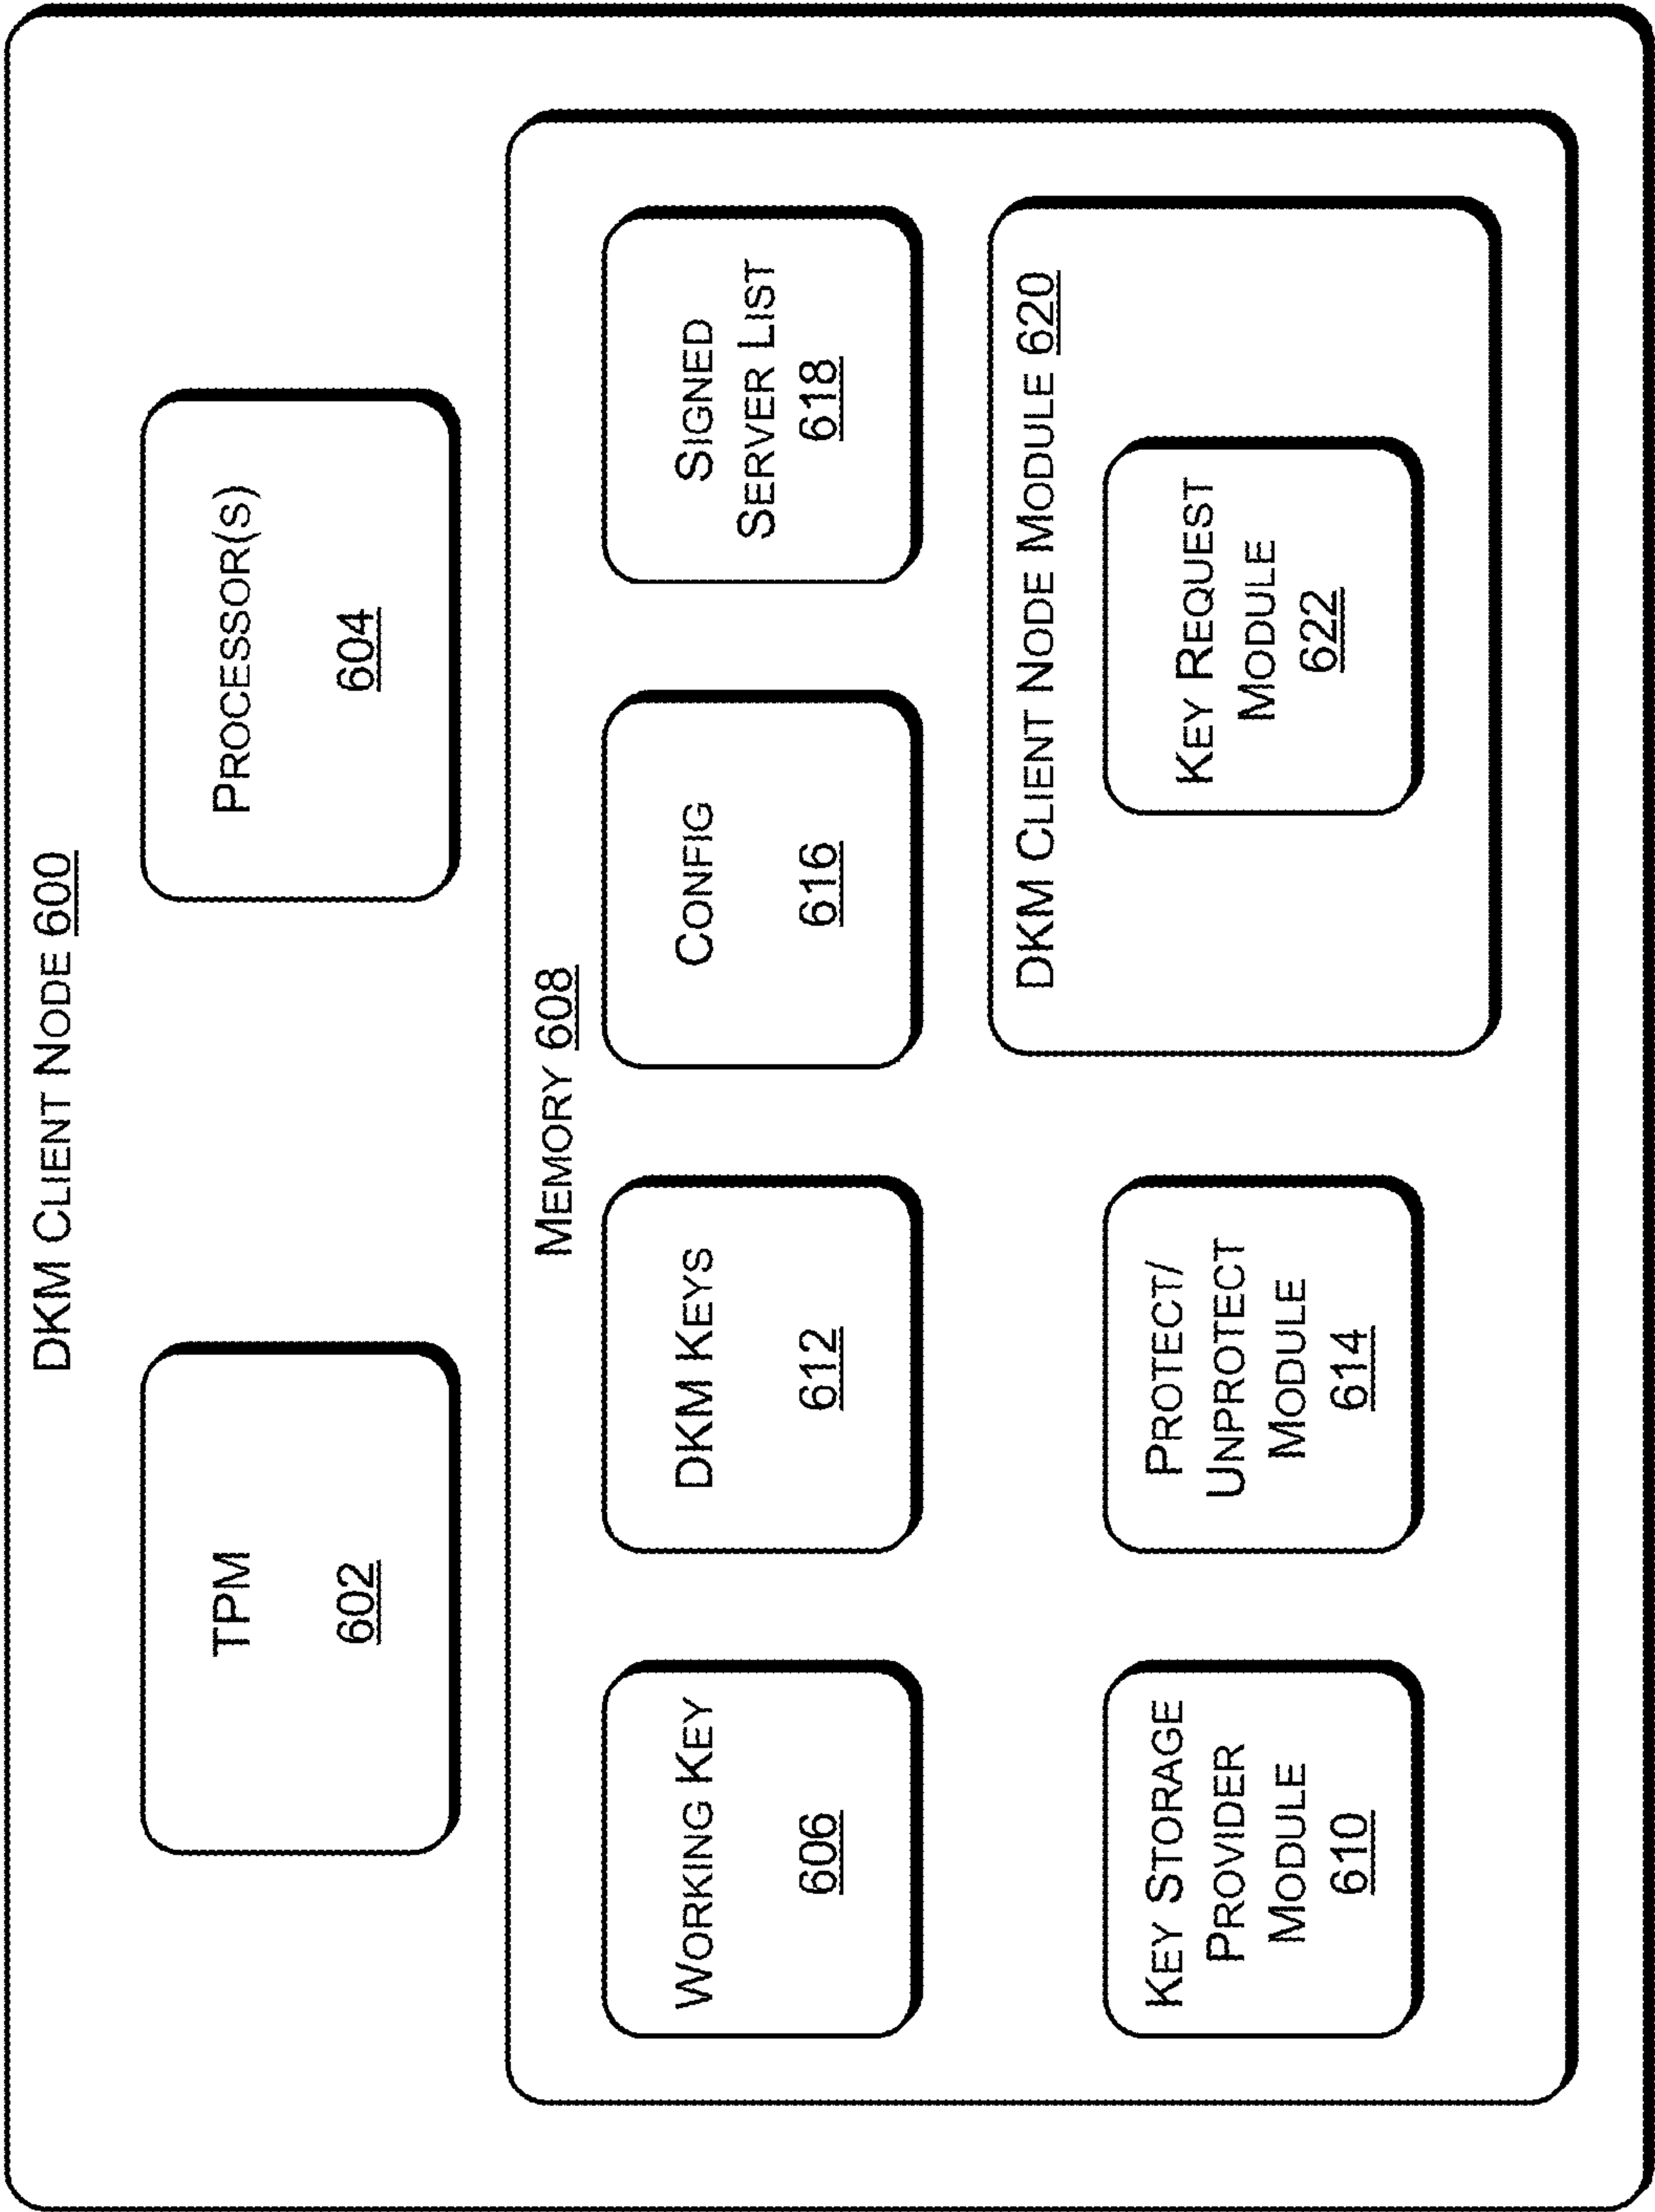 DKM CLIENT NODE 600
TPM
602
PROCESSOR(S)
604
MEMORY 608
WORKING KEY
606
DKM KEYS
612
CONFIG
616
SIGNED
SERVER LIST
618
KEY STORAGE
PROVIDER
MODULE
610
PROTECT/
UNPROTECT
MODULE
614
DKM CLIENT NODE MODULE 620
KEY REQUEST
MODULE
622